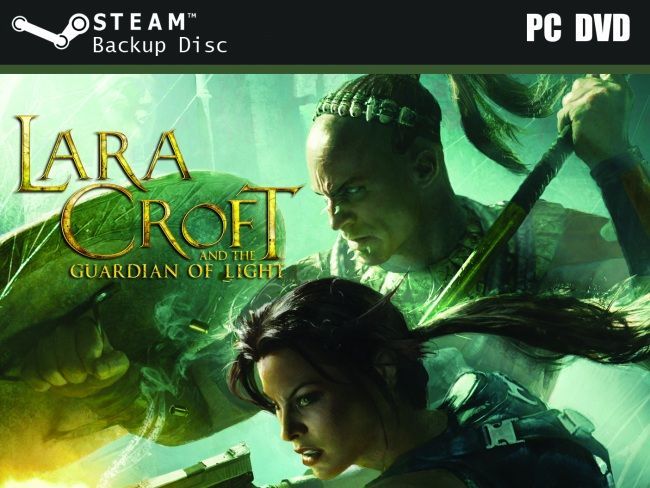 STEAM™
Backup Disc
PC DVD
LARA
CROFT
AND THE
GUARDIAN OF LIGHT